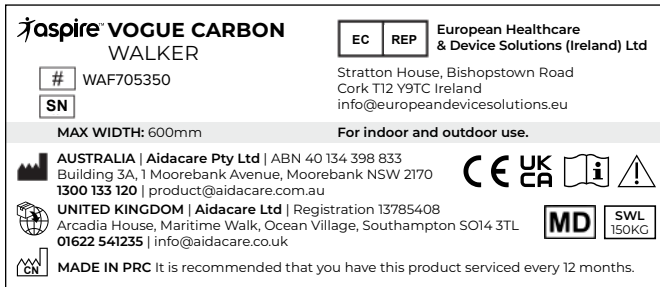 aspire™ VOGUE CARBON
WALKER
# WAF705350
SN
EC REP
European Healthcare
& Device Solutions (Ireland) Ltd
Stratton House, Bishopstown Road
Cork T12 Y9TC Ireland
info@europeandevicesolutions.eu
MAX WIDTH: 600mm
For indoor and outdoor use.
AUSTRALIA | Aidacare Pty Ltd | ABN 40 134 398 833
Building 3A, 1 Moorebank Avenue, Moorebank NSW 2170
1300 133 120 | product@aidacare.com.au
UNITED KINGDOM | Aidacare Ltd | Registration 13785408
Arcadia House, Maritime Walk, Ocean Village, Southampton SO14 3TL
01622 541235 | info@aidacare.co.uk
CE UK
CA
i
MD
SWL
150KG
CN
MADE IN PRC It is recommended that you have this product serviced every 12 months.